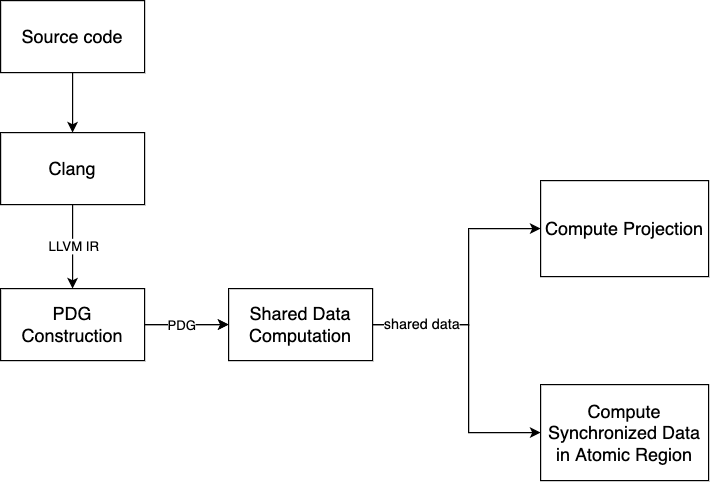 Source code
Clang
LLVM IR
PDG
Construction
PDG
Shared Data
Computation
shared data
Compute Projection
Compute
Synchronized Data
in Atomic Region